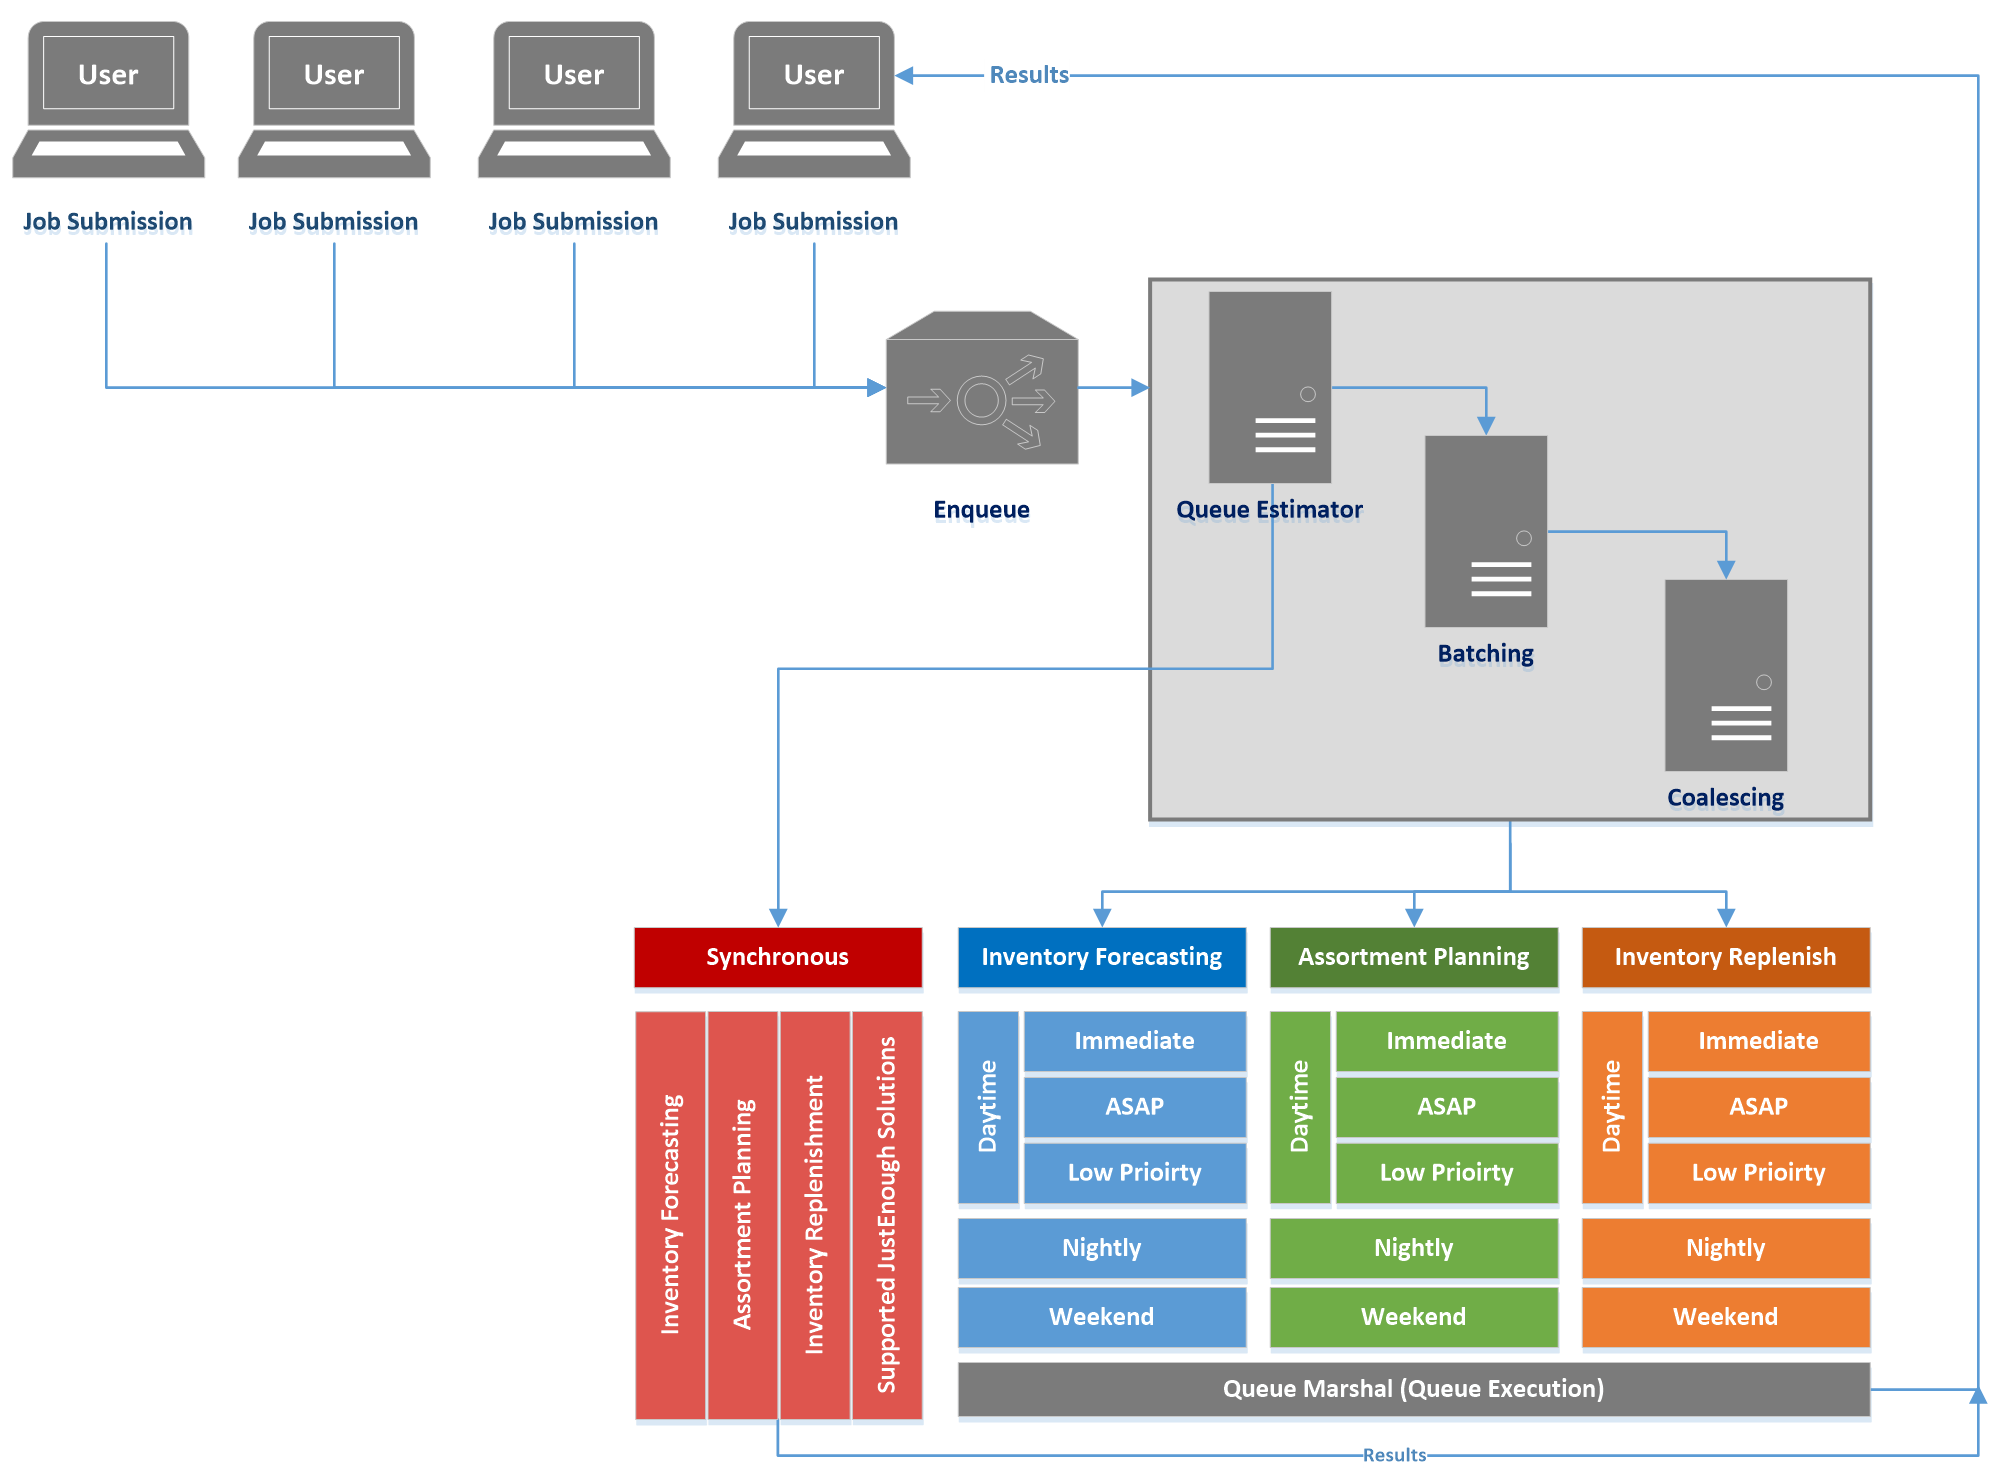 User
User
User
User
Results
Job Submission
Job Submission
Job Submission
Job Submission
Enqueue
Queue Estimator
Batching
Coalescing
Synchronous
Inventory Forecasting
Assortment Planning
Inventory Replenishment
Supported JustEnough Solutions
Inventory Forecasting
Daytime
Immediate
ASAP
Low Prioirty
Nightly
Weekend
Assortment Planning
Daytime
Immediate
ASAP
Low Prioirty
Nightly
Weekend
Inventory Replenish
Daytime
Immediate
ASAP
Low Prioirty
Nightly
Weekend
Queue Marshal (Queue Execution)
Results